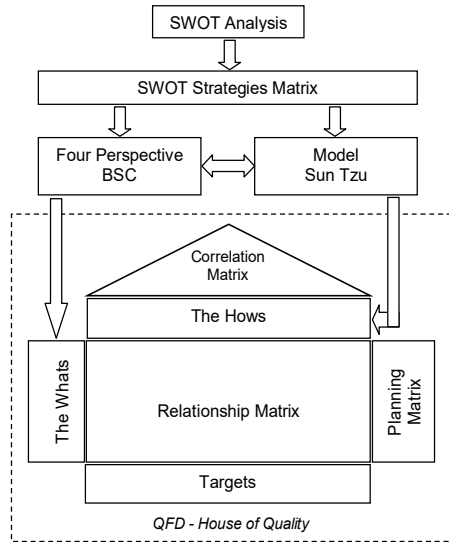 SWOT Analysis
SWOT Strategies Matrix
Four Perspective
BSC
Model
Sun Tzu
Correlation
Matrix
The Hows
The Whats
Relationship Matrix
Planning
Matrix
Targets
QFD - House of Quality